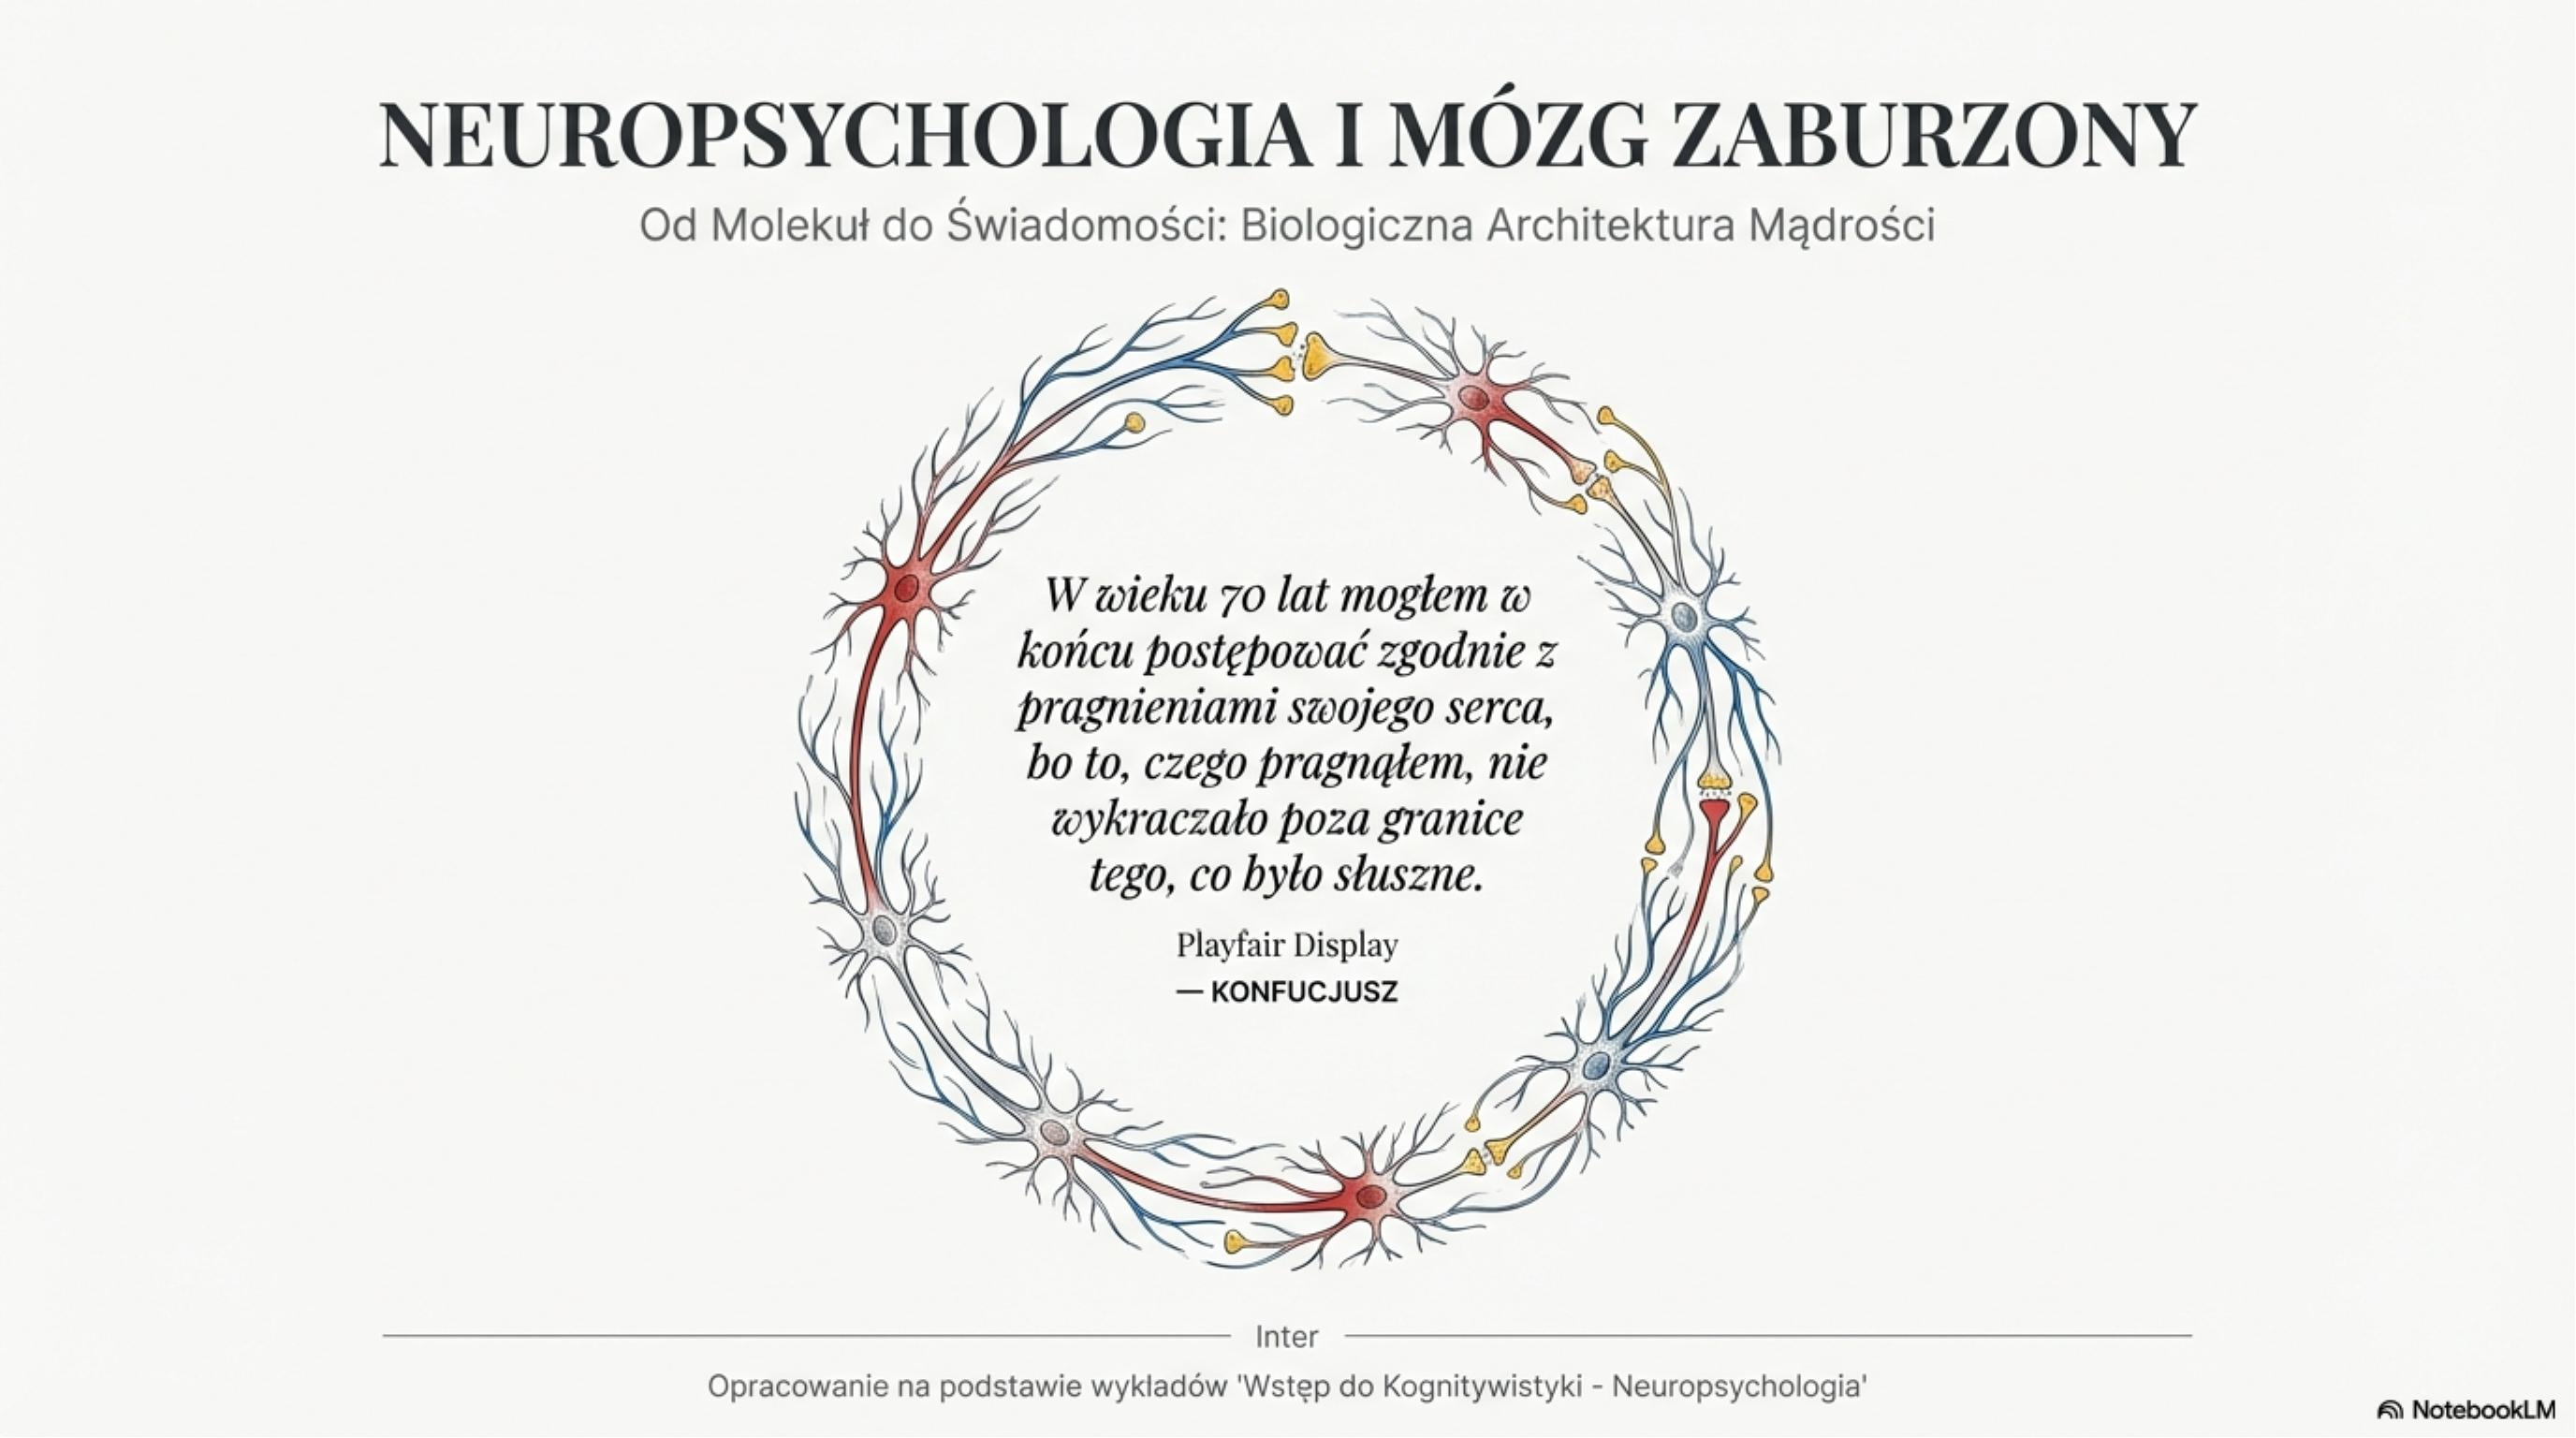 NEUROPSYCHOLOGIA I MÓZG ZABURZONY
Od Molekuł do Świadomości: Biologiczna Architektura Mądrości
W wieku 70 lat mogłem w
końcu postępować zgodnie z
pragnieniami swojego serca,
bo to, czego pragnąłem, nie
wykraczało poza granice
tego, co było słuszne.
Playfair Display
— KONFUCJUSZ
Inter
Opracowanie na podstawie wykładów 'Wstęp do Kognitywistyki - Neuropsychologia'
NotebookLM